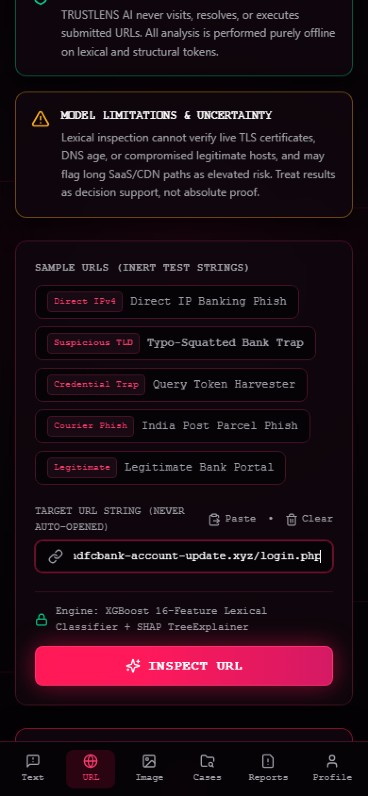 TRUSTLENS AI never visits, resolves, or executes
submitted URLs. All analysis is performed purely offline
on lexical and structural tokens.
MODEL LIMITATIONS & UNCERTAINTY
Lexical inspection cannot verify live TLS certificates,
DNS age, or compromised legitimate hosts, and may
flag long SaaS/CDN paths as elevated risk. Treat results
as decision support, not absolute proof.
SAMPLE URLS (INERT TEST STRINGS)
Direct IPv4 Direct IP Banking Phish
Suspicious TLD Typo-Squatted Bank Trap
Credential Trap Query Token Harvester
Courier Phish India Post Parcel Phish
Legitimate Legitimate Bank Portal
TARGET URL STRING (NEVER
AUTO-OPENED)
Paste • Clear
dfcbank-account-update.xyz/login.php
Engine: XGBoost 16-Feature Lexical
Classifier + SHAP TreeExplainer
INSPECT URL
Text URL Image Cases Reports Profile